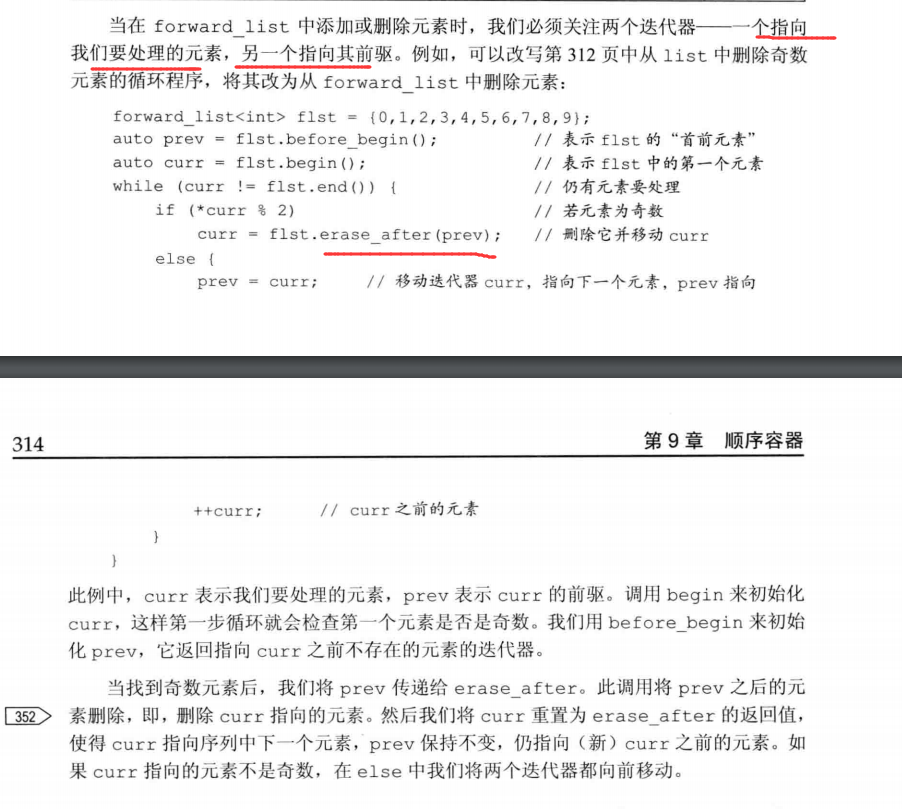 当在 forward_list 中添加或删除元素时，我们必须关注两个迭代器——一个指向
我们要处理的元素，另一个指向其前驱。例如，可以改写第 312 页中从 list 中删除奇数
元素的循环程序，将其改为从 forward_list 中删除元素：
forward_list<int> flst = {0,1,2,3,4,5,6,7,8,9};
auto prev = flst.before_begin(); // 表示 flst 的“首前元素”
auto curr = flst.begin(); // 表示 flst 中的第一个元素
while (curr != flst.end()) { // 仍有元素要处理
if (*curr % 2) // 若元素为奇数
curr = flst.erase_after(prev); // 删除它并移动 curr
else {
prev = curr; // 移动迭代器 curr，指向下一个元素，prev 指向
314 第 9 章 顺序容器
++curr; // curr 之前的元素
}
}
此例中，curr 表示我们要处理的元素，prev 表示 curr 的前驱。调用 begin 来初始化
curr，这样第一步循环就会检查第一个元素是否是奇数。我们用 before_begin 来初始
化 prev，它返回指向 curr 之前不存在的元素的迭代器。
当找到奇数元素后，我们将 prev 传递给 erase_after。此调用将 prev 之后的元
352 素删除，即，删除 curr 指向的元素。然后我们将 curr 重置为 erase_after 的返回值，
使得 curr 指向序列中下一个元素，prev 保持不变，仍指向（新）curr 之前的元素。如
果 curr 指向的元素不是奇数，在 else 中我们将两个迭代器都向前移动。